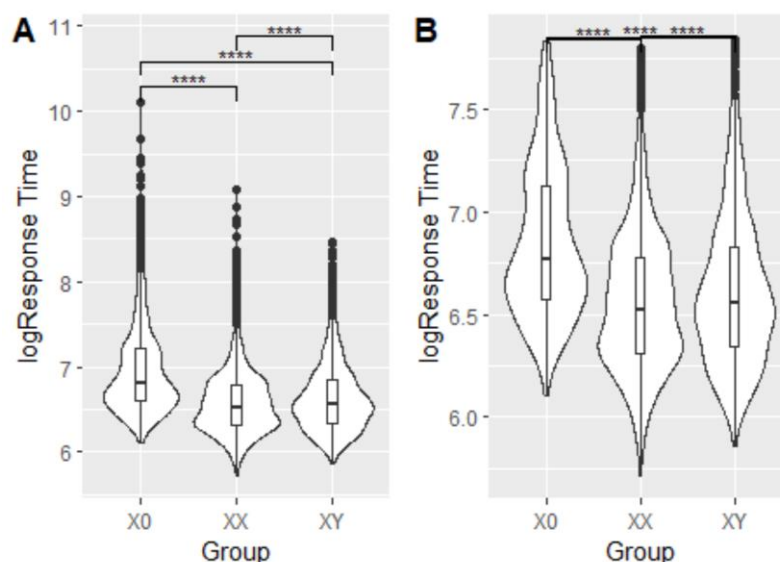 A
logResponse Time
11
10
9
8
7
6
****
****
****
X0 XX XY
Group
B
logResponse Time
7.5
7.0
6.5
6.0
**** **** ****
X0 XX XY
Group